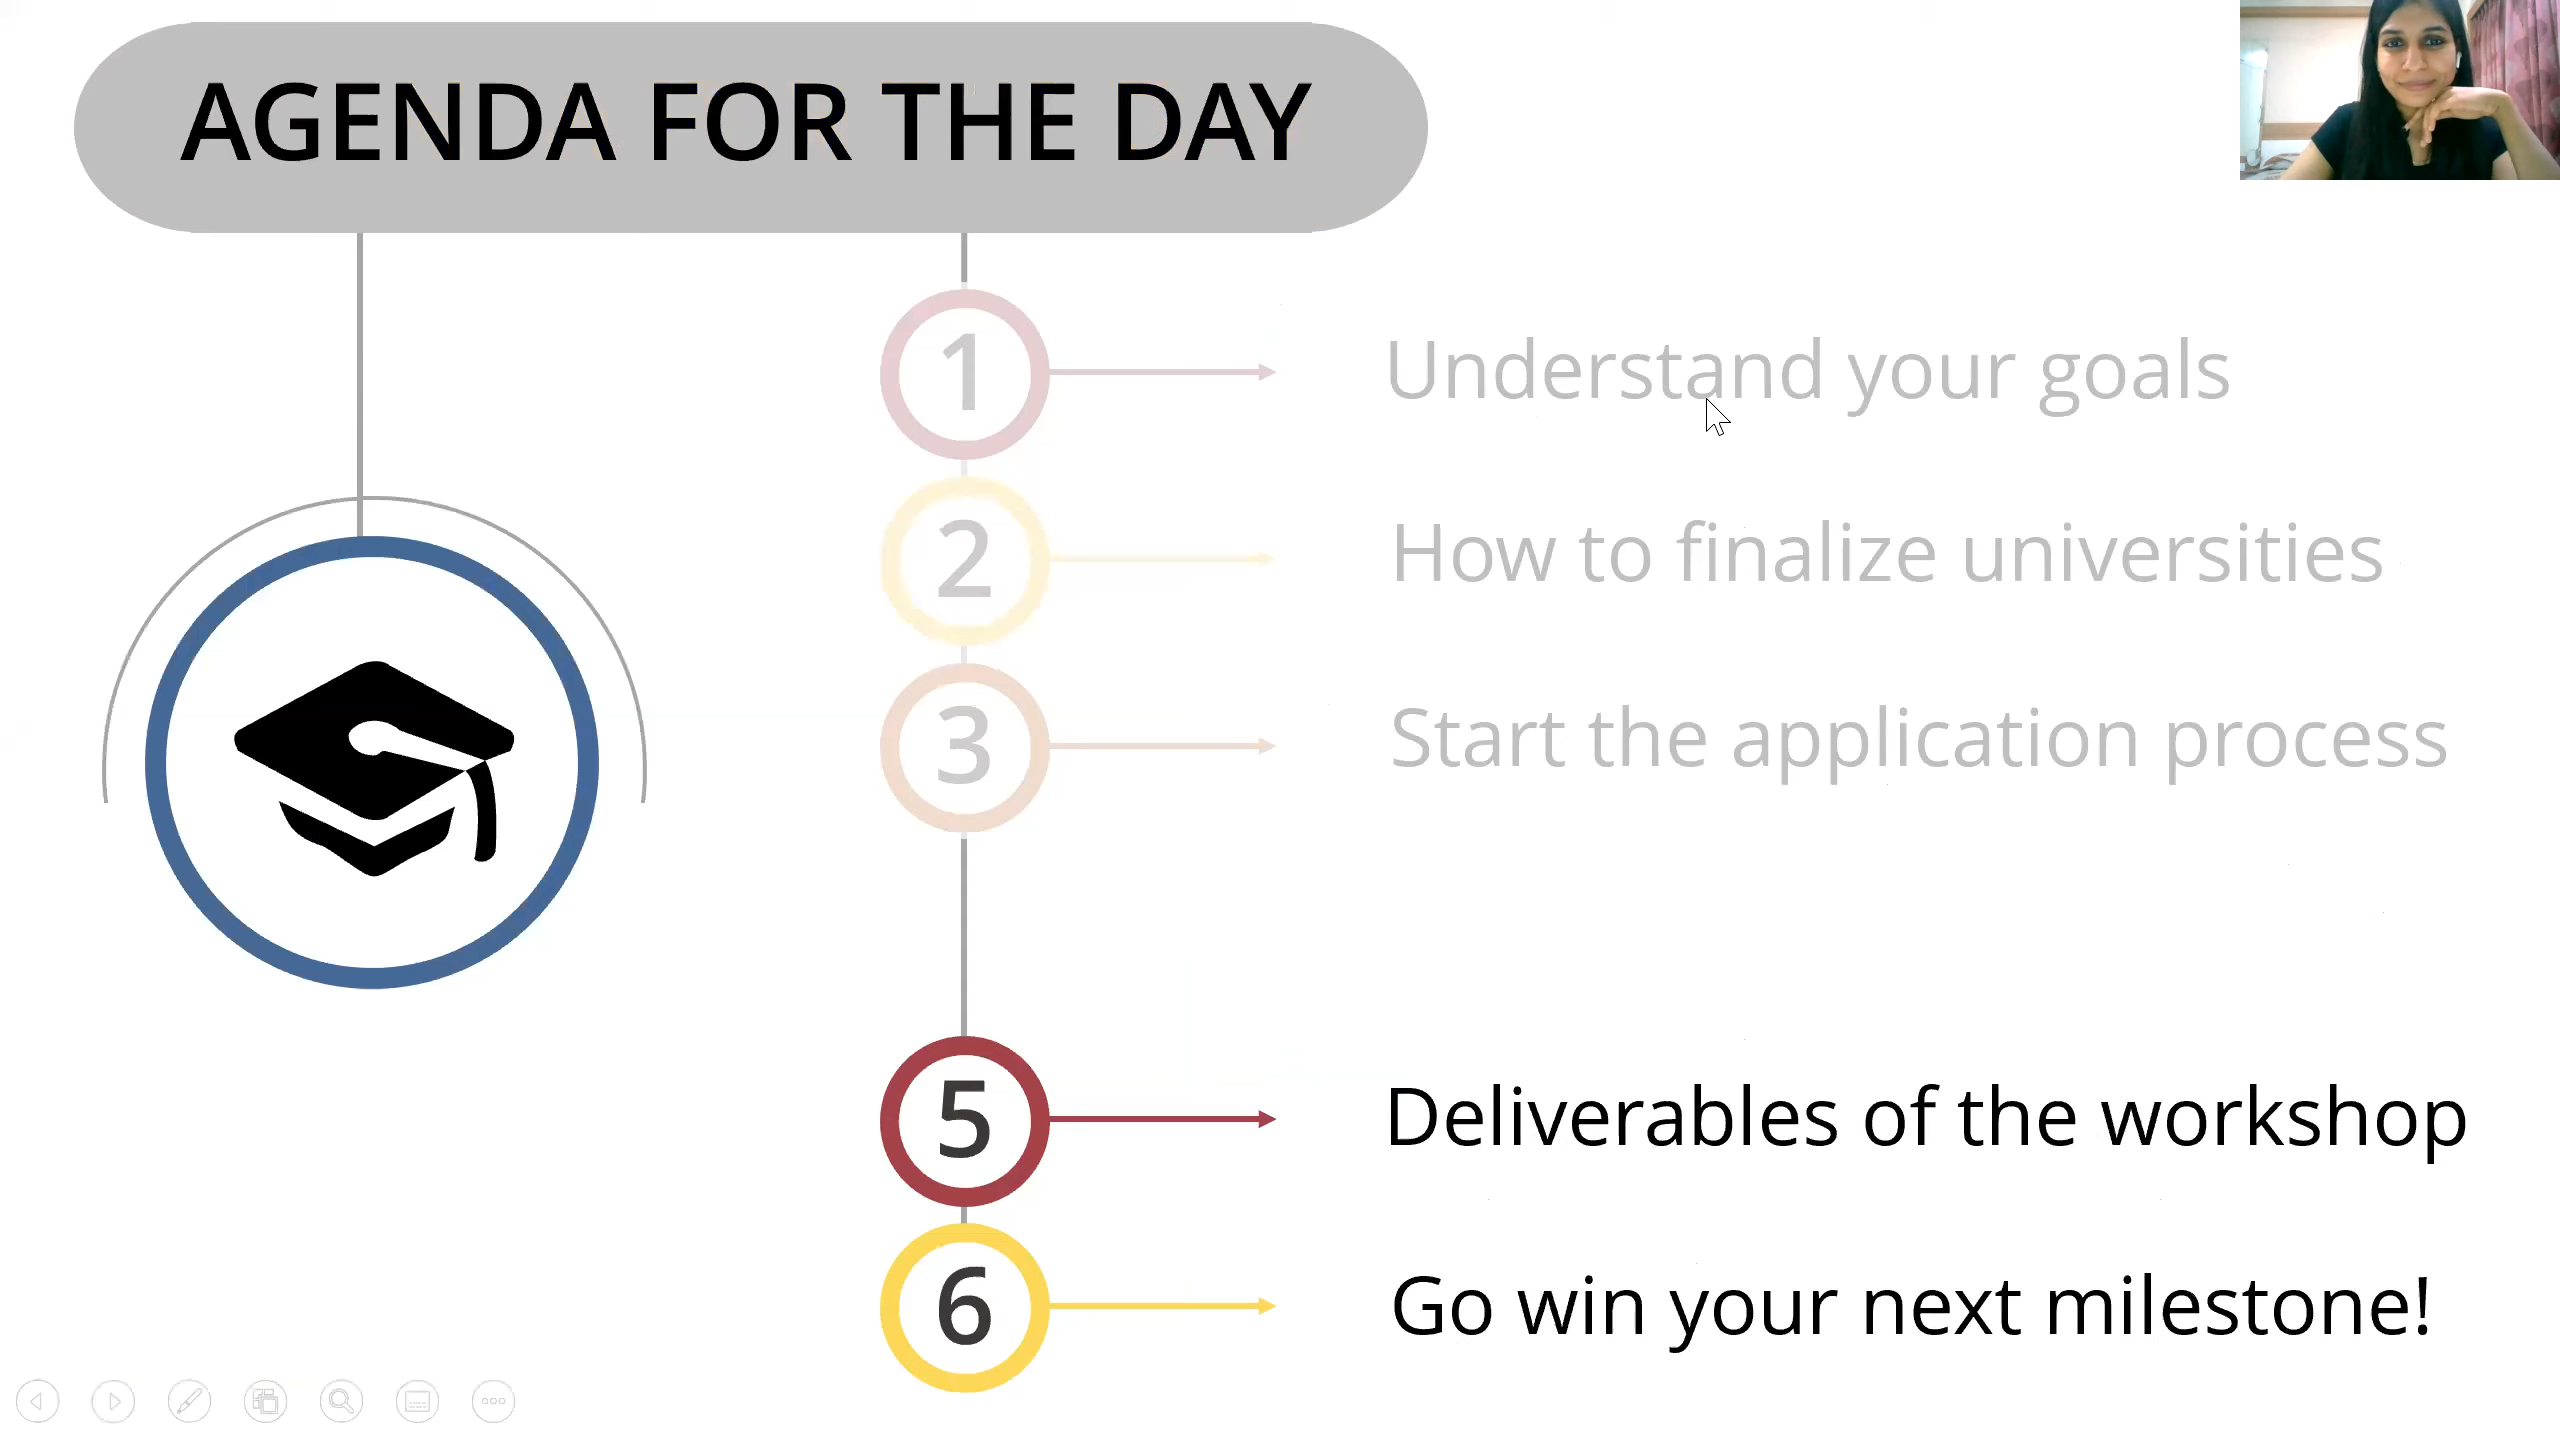 AGENDA FOR THE DAY
1 Understand your goals
2 How to finalize universities
3 Start the application process
5 Deliverables of the workshop
6 Go win your next milestone!